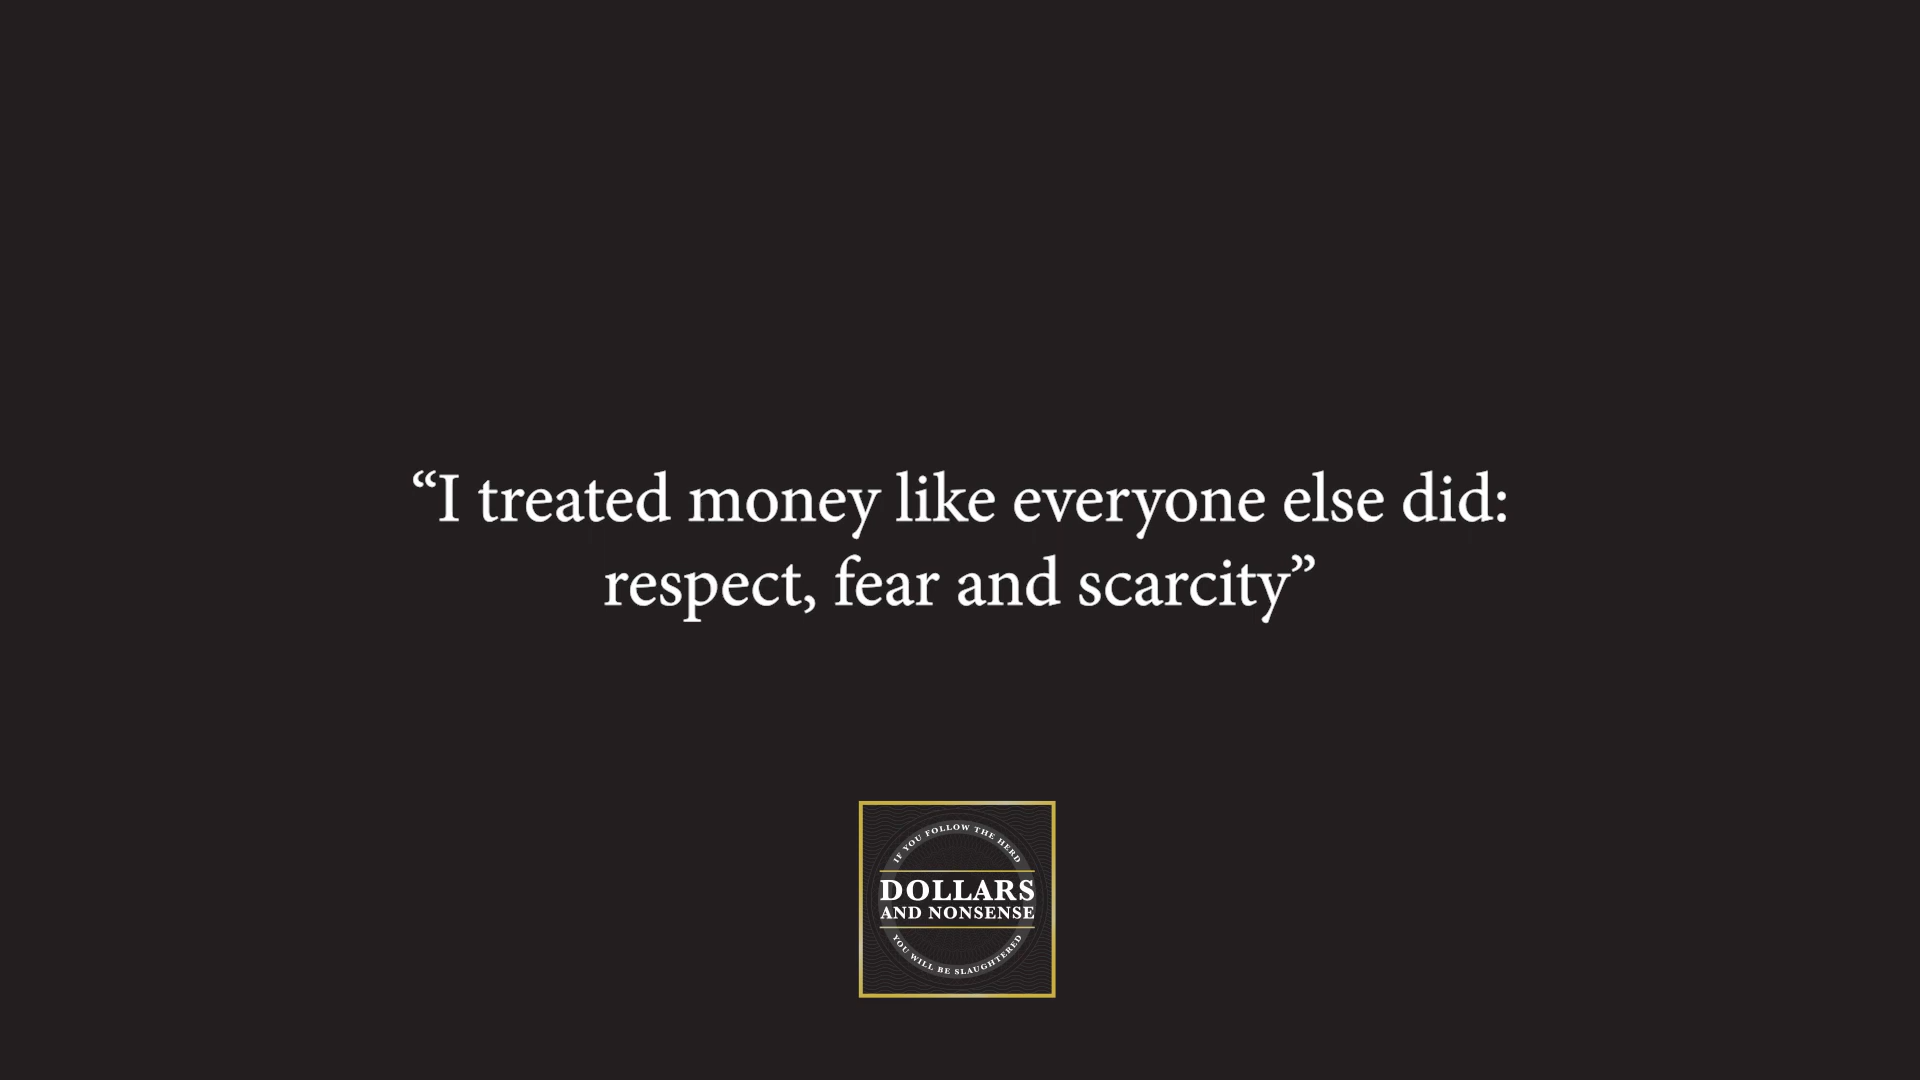 “I treated money like everyone else did:
respect, fear and scarcity”
IF YOU FOLLOW THE HERD
DOLLARS
AND NONSENSE
YOU WILL BE SLAUGHTERED